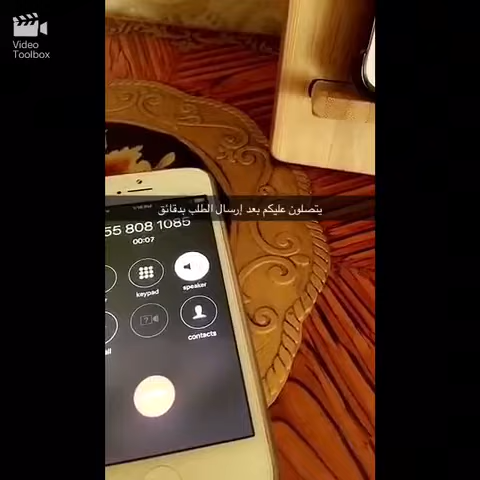 Video
Toolbox
يتصلون عليكم بعد إرسال الطلب بدقائق
55 808 1085
00:07
keypad
speaker
contacts